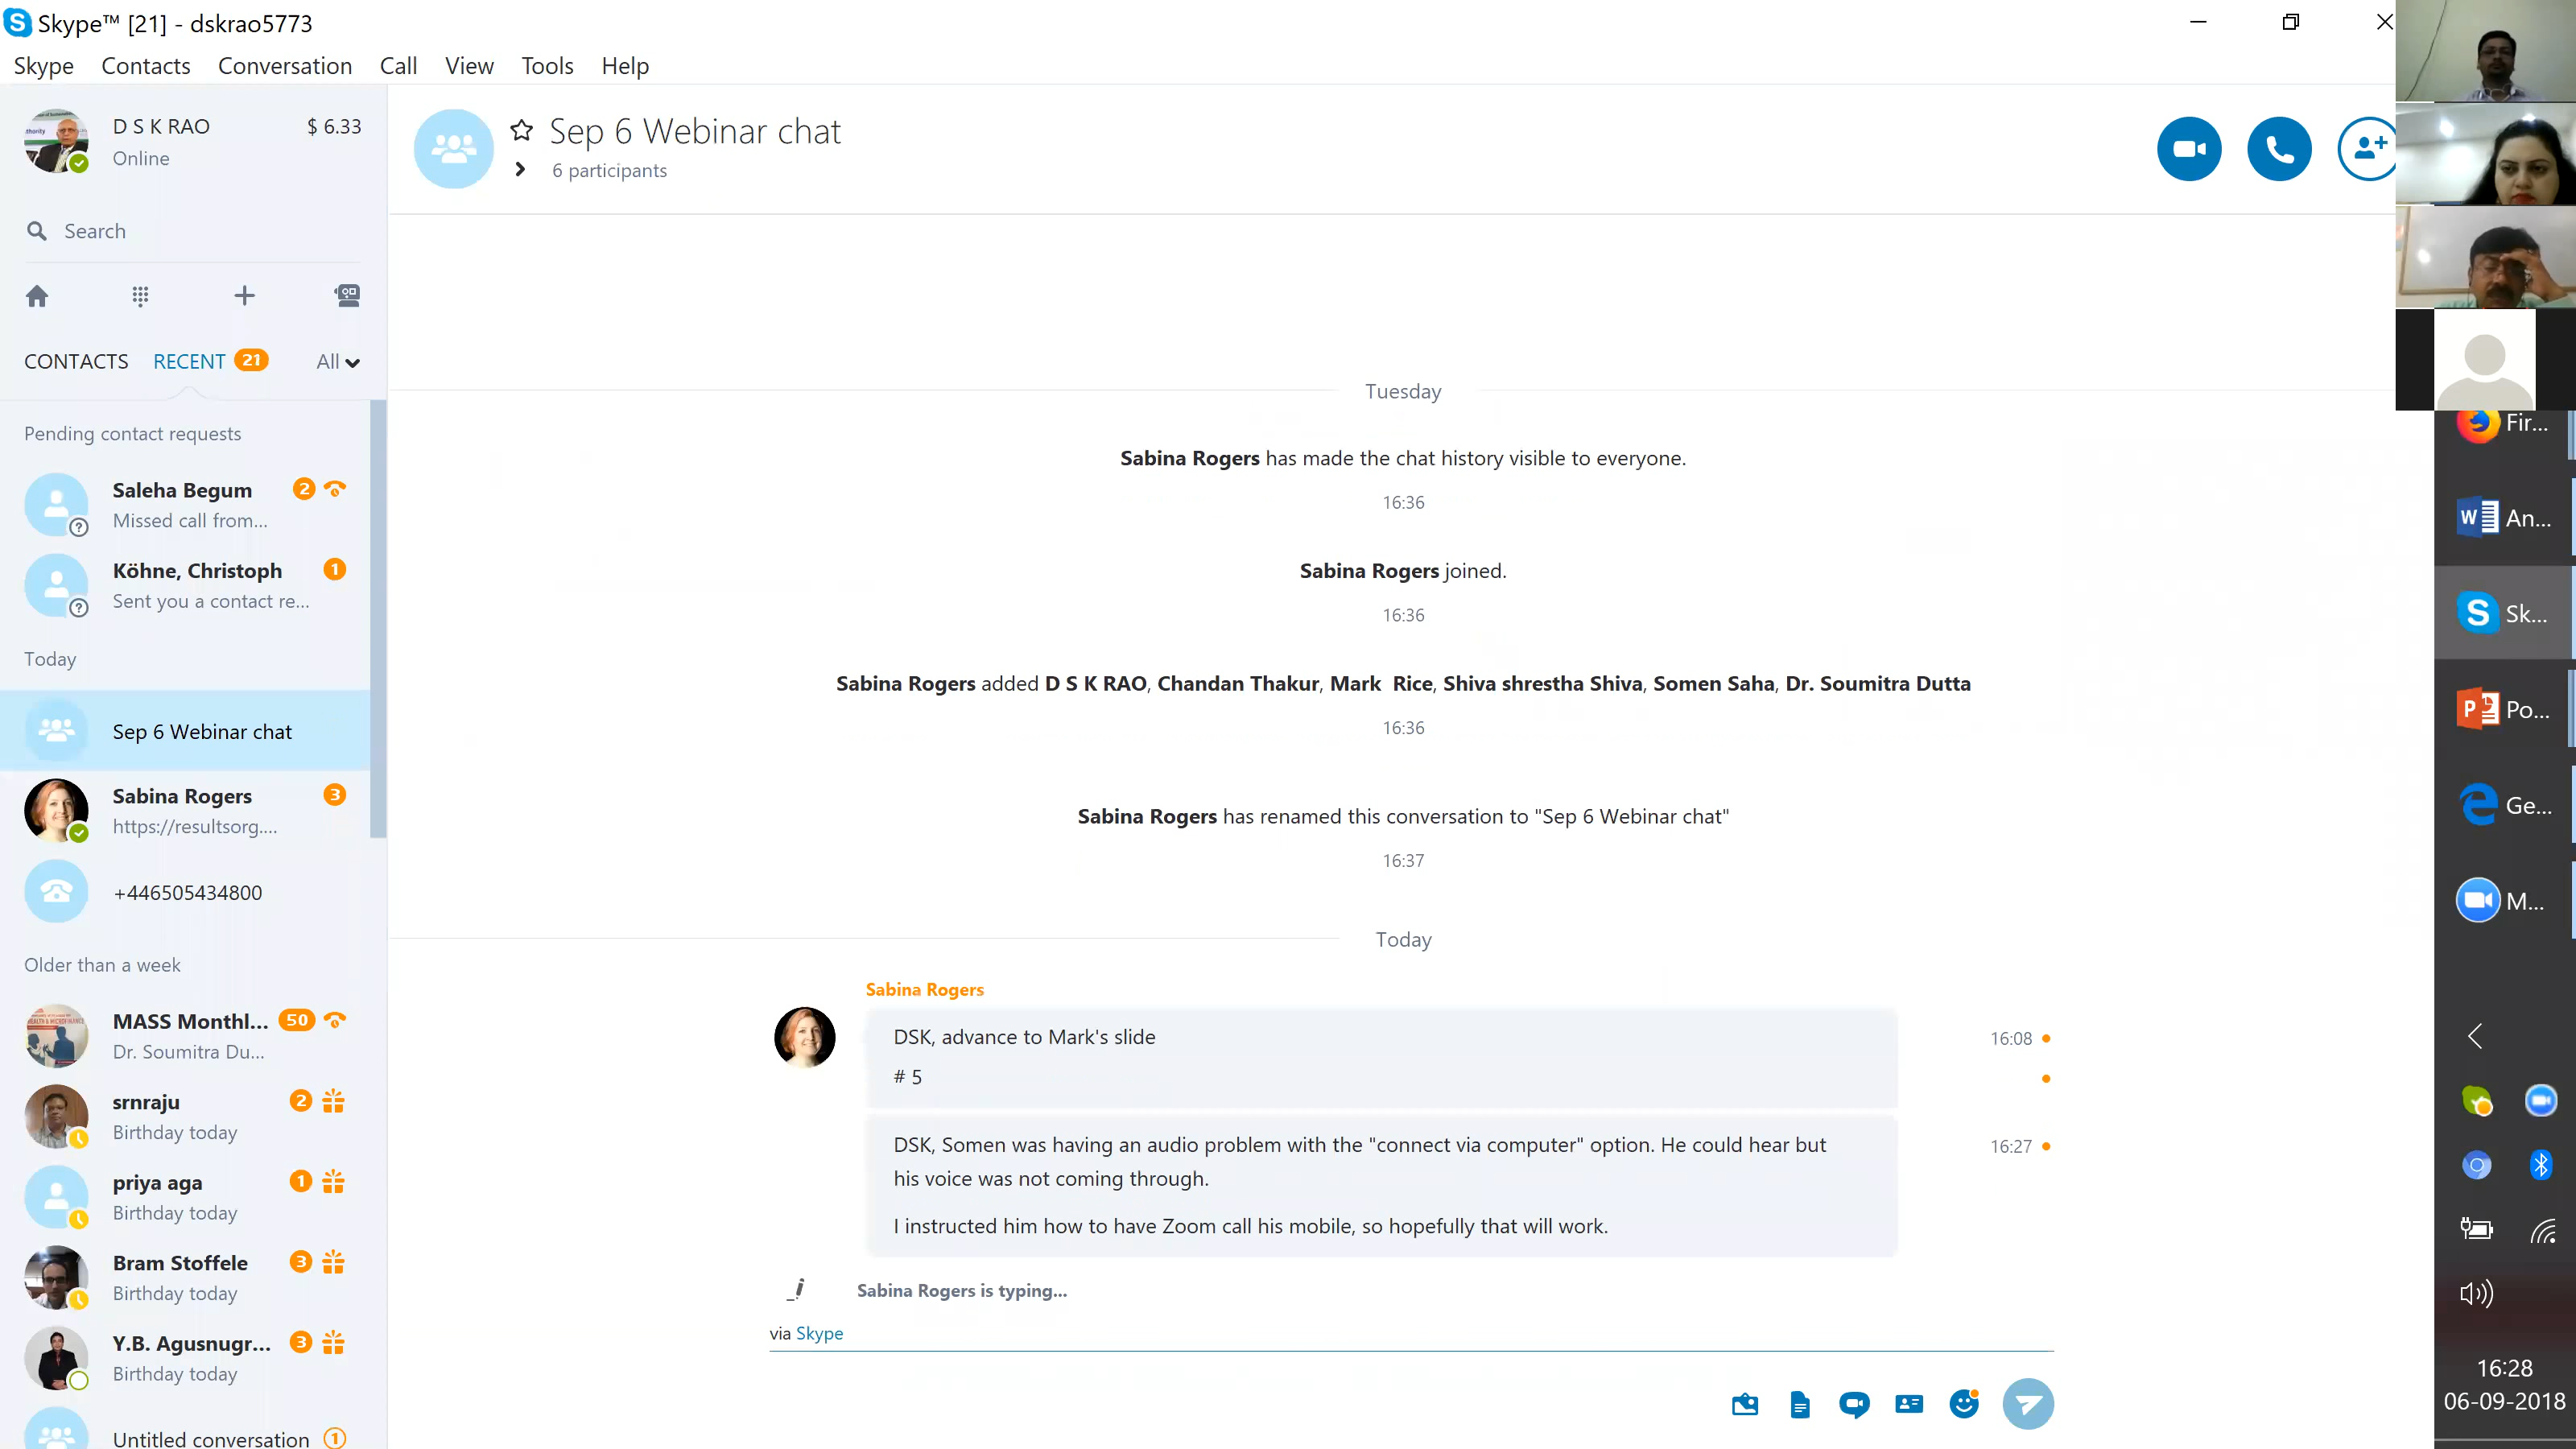 Skype™ [21] - dskrao5773
Skype Contacts Conversation Call View Tools Help
D S K RAO $ 6.33
Online
Search
CONTACTS RECENT 21 All
Pending contact requests
Saleha Begum 2
Missed call from...
Köhne, Christoph 1
Sent you a contact re...
Today
Sep 6 Webinar chat
Sabina Rogers 3
https://resultsorg....
+446505434800
Older than a week
MASS Monthl... 50
Dr. Soumitra Du...
srnraju 2
Birthday today
priya aga 1
Birthday today
Bram Stoffele 3
Birthday today
Y.B. Agusnugr... 3
Birthday today
Untitled conversation 1
Sep 6 Webinar chat
6 participants
Tuesday
Sabina Rogers has made the chat history visible to everyone.
16:36
Sabina Rogers joined.
16:36
Sabina Rogers added D S K RAO, Chandan Thakur, Mark Rice, Shiva shrestha Shiva, Somen Saha, Dr. Soumitra Dutta
16:36
Sabina Rogers has renamed this conversation to "Sep 6 Webinar chat"
16:37
Today
Sabina Rogers
DSK, advance to Mark's slide 16:08
# 5
DSK, Somen was having an audio problem with the "connect via computer" option. He could hear but 16:27
his voice was not coming through.
I instructed him how to have Zoom call his mobile, so hopefully that will work.
Sabina Rogers is typing...
via Skype
Fir...
An...
Sk...
Po...
Ge...
M...
16:28
06-09-2018